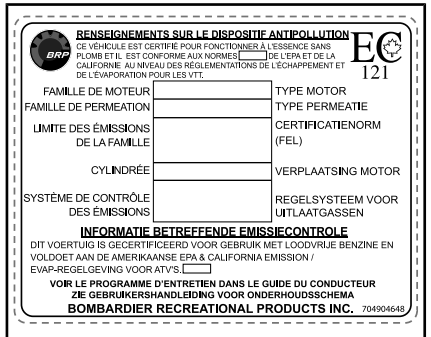 RENSEIGNEMENTS SUR LE DISPOSITIF ANTIPOLLUTION
CE VÉHICULE EST CERTIFIÉ POUR FONCTIONNER À L'ESSENCE SANS
PLOMB ET IL EST CONFORME AUX NORMES DE L'EPA ET DE LA
CALIFORNIE AU NIVEAU DES RÉGLEMENTATIONS DE L'ÉCHAPPEMENT ET
DE L'ÉVAPORATION POUR LES VTT.
BRP
EC
121
FAMILLE DE MOTEUR TYPE MOTOR
FAMILLE DE PERMEATION TYPE PERMEATIE
LIMITE DES ÉMISSIONS CERTIFICATIENORM
DE LA FAMILLE (FEL)
CYLINDRÉE VERPLAATSING MOTOR
SYSTÈME DE CONTRÔLE REGELSYSTEEM VOOR
DES ÉMISSIONS UITLAATGASSEN
INFORMATIE BETREFFENDE EMISSIECONTROLE
DIT VOERTUIG IS GECERTIFICEERD VOOR GEBRUIK MET LOODVRIJE BENZINE EN
VOLDOET AAN DE AMERIKAANSE EPA & CALIFORNIA EMISSION /
EVAP-REGELGEVING VOOR ATV'S.
VOIR LE PROGRAMME D'ENTRETIEN DANS LE GUIDE DU CONDUCTEUR
ZIE GEBRUIKERSHANDLEIDING VOOR ONDERHOUDSSCHEMA
BOMBARDIER RECREATIONAL PRODUCTS INC. 704904648